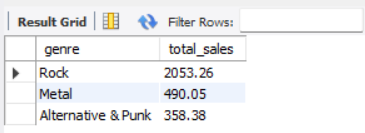 Result Grid Filter Rows:
genre total_sales
Rock 2053.26
Metal 490.05
Alternative & Punk 358.38